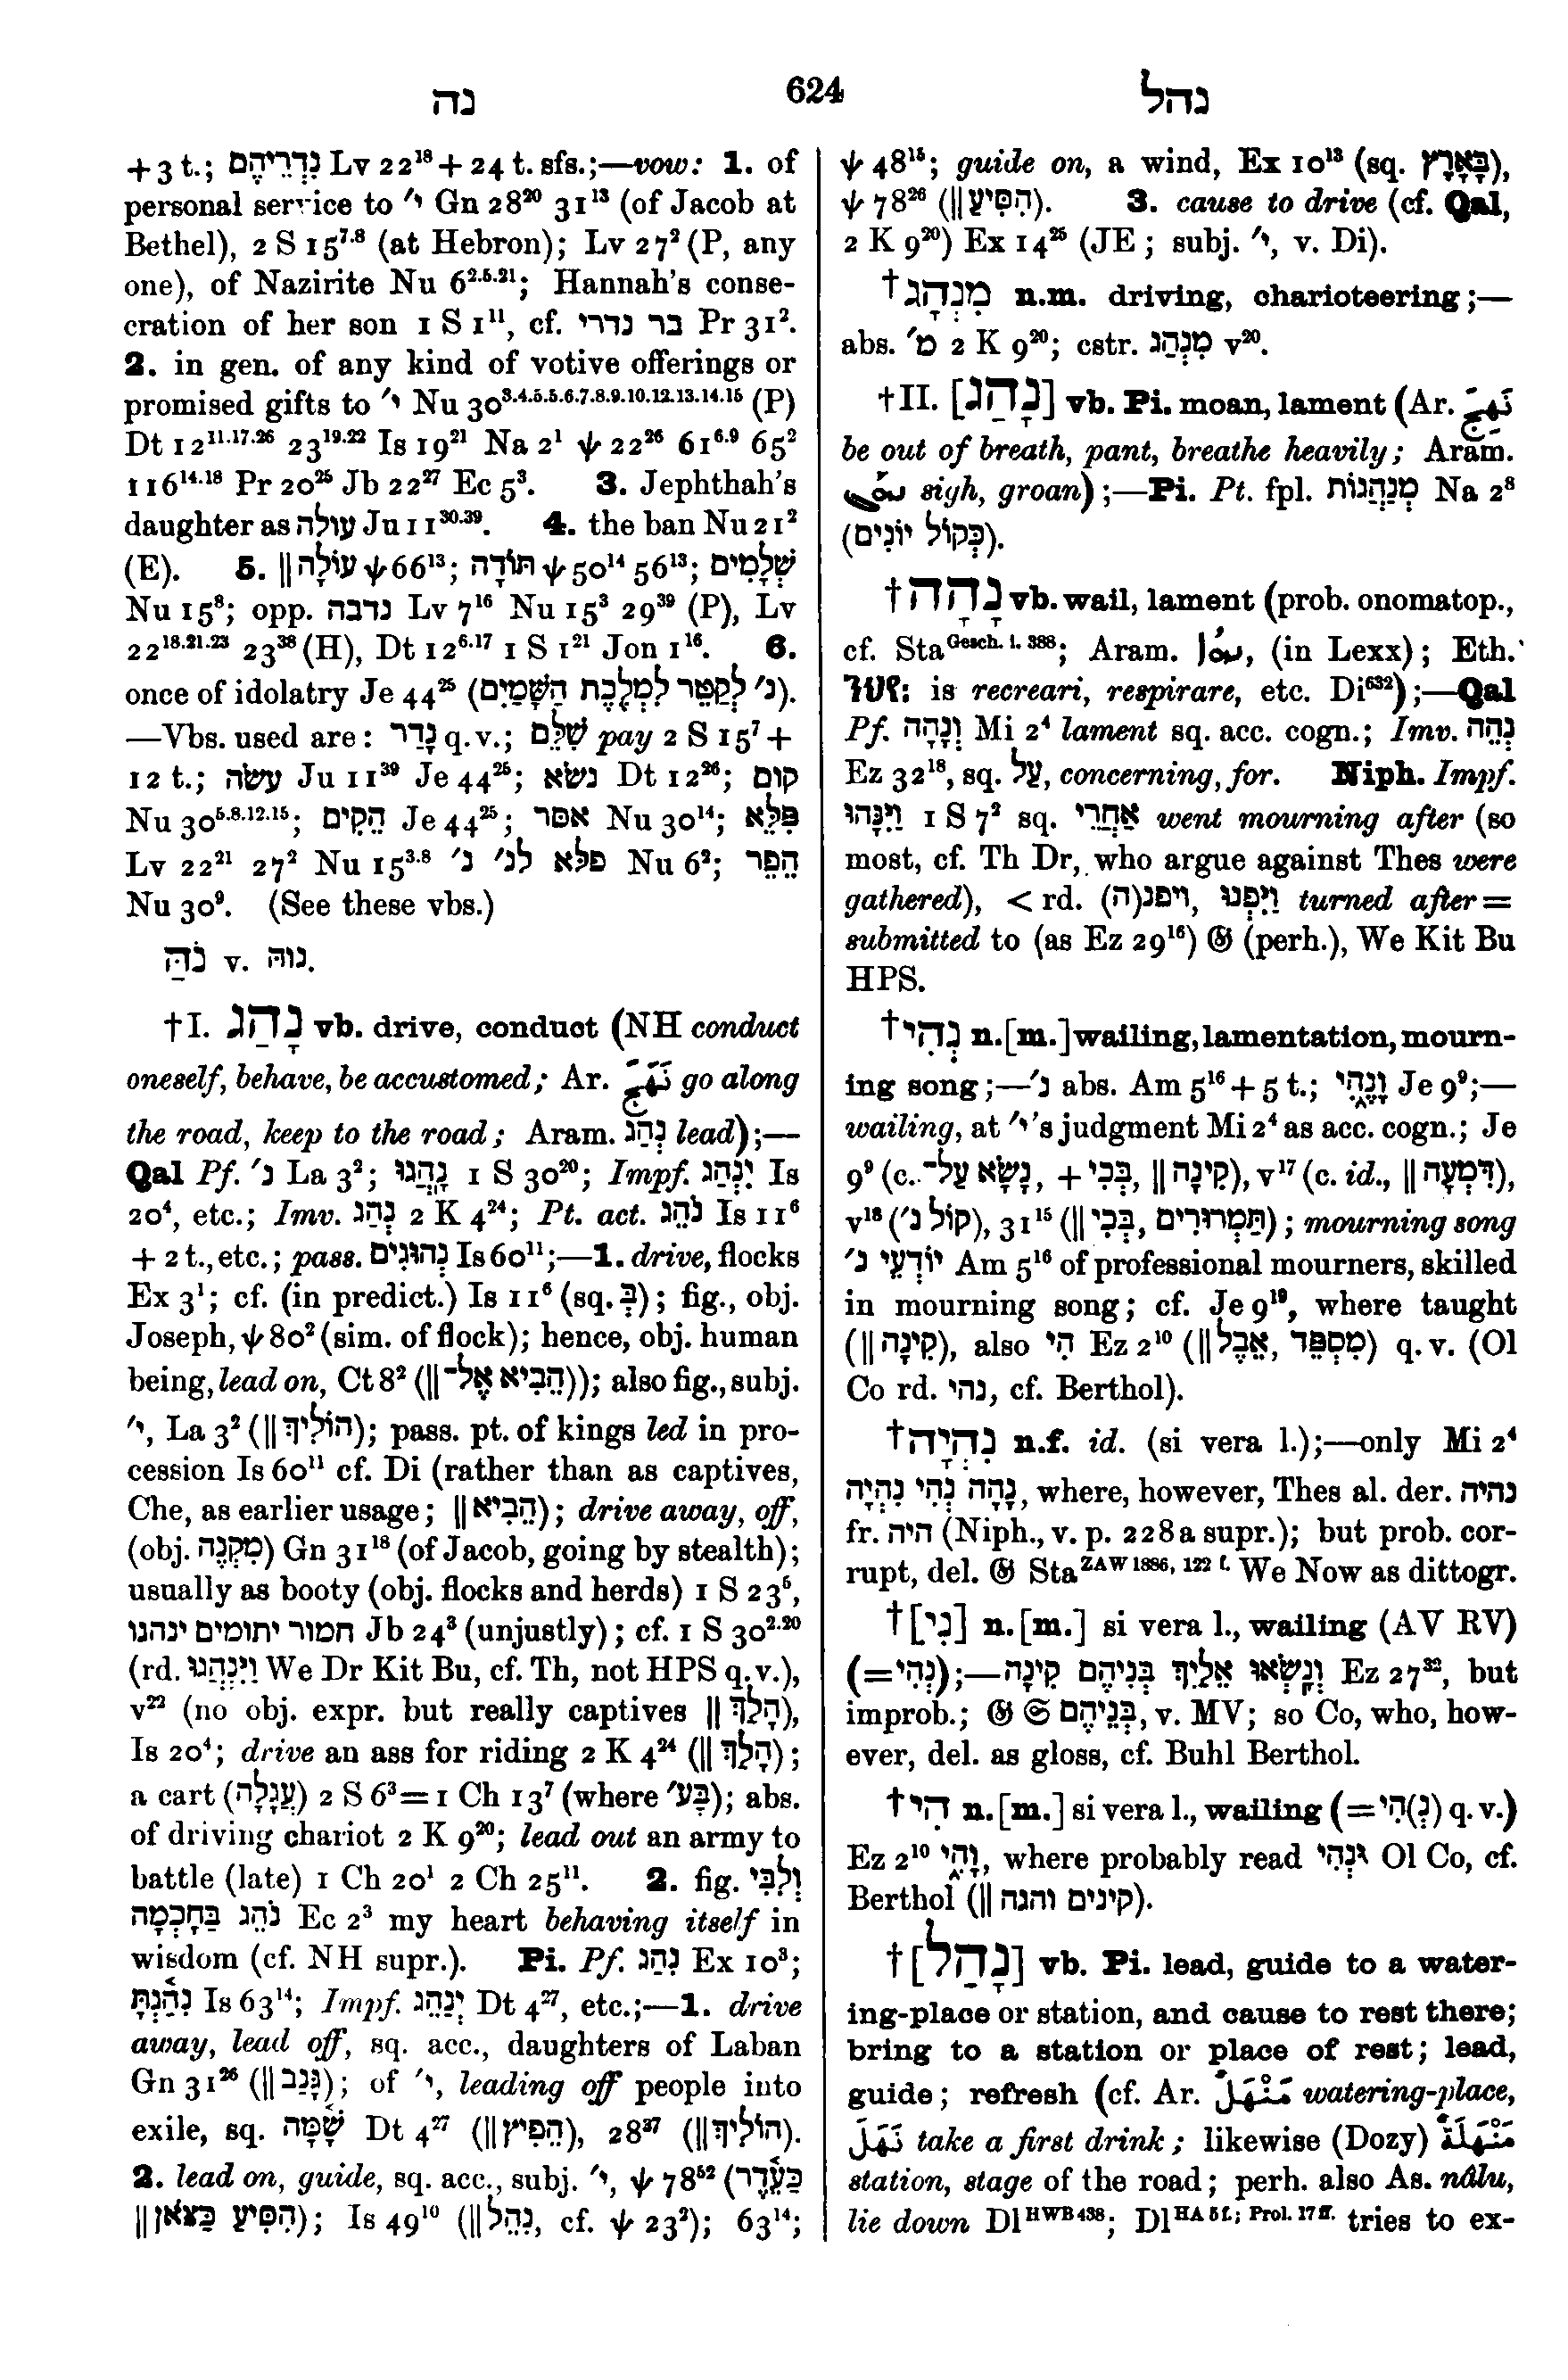 נה
624
נהל
+ 3 t.; נִדְרֵיהֶם Lv 22¹⁸ + 24 t. sfs.;—vow: 1. of
personal service to י׳ Gn 28²⁰ 31¹³ (of Jacob at
Bethel), 2 S 15⁷·⁸ (at Hebron); Lv 27² (P, any
one), of Nazirite Nu 6²·⁵·²¹; Hannah's conse-
cration of her son 1 S 1¹¹, cf. בר נדרי Pr 31².
2. in gen. of any kind of votive offerings or
promised gifts to י׳ Nu 30³·⁴·⁵·⁵·⁶·⁷·⁸·⁹·¹⁰·¹²·¹³·¹⁴·¹⁵ (P)
Dt 12¹¹·¹⁷·²⁶ 23¹⁹·²² Is 19²¹ Na 2¹ ψ 22²⁶ 61⁶·⁹ 65²
116¹⁴·¹⁸ Pr 20²⁵ Jb 22²⁷ Ec 5³. 3. Jephthah's
daughter as עולה Ju 11³⁰·³⁹. 4. the ban Nu 21²
(E). 5. ‖ עוֹלָה ψ 66¹³; תּוֹדָה ψ 50¹⁴ 56¹³; שְׁלָמִים
Nu 15⁸; opp. נדבה Lv 7¹⁶ Nu 15³ 29³⁹ (P), Lv
22¹⁸·²¹·²³ 23³⁸ (H), Dt 12⁶·¹⁷ 1 S 1²¹ Jon 1¹⁶. 6.
once of idolatry Je 44²⁵ (נ׳ לְקַטֵּר לִמְלֶכֶת הַשָּׁמַיִם).
—Vbs. used are: נָדַר q.v.; שִׁלֵּם pay 2 S 15⁷ +
12 t.; עשׂה Ju 11³⁹ Je 44²⁵; נשׂא Dt 12²⁶; קום
Nu 30⁵·⁸·¹²·¹⁵; הֵקִים Je 44²⁵; אסר Nu 30¹⁴; פִּלֵּא
Lv 22²¹ 27² Nu 15³·⁸ פלא לנ׳ נ׳ Nu 6²; הֵפֵר
Nu 30⁹. (See these vbs.)
נֹהַּ v. נוה.
†I. נָהַג vb. drive, conduct (NH conduct
oneself, behave, be accustomed; Ar. نَهَجَ go along
the road, keep to the road; Aram. נְהַג lead);—
Qal Pf. נ׳ La 3²; נָהֲגוּ 1 S 30²⁰; Impf. יִנְהַג Is
20⁴, etc.; Imv. נְהַג 2 K 4²⁴; Pt. act. נֹהֵג Is 11⁶
+ 2 t., etc.; pass. נְהוּגִים Is 60¹¹;—1. drive, flocks
Ex 3¹; cf. (in predict.) Is 11⁶ (sq. בְּ); fig., obj.
Joseph, ψ 80² (sim. of flock); hence, obj. human
being, lead on, Ct 8² (‖ הֵבִיא אֶל־)); also fig., subj.
י׳, La 3² (‖ הוֹלִיךְ); pass. pt. of kings led in pro-
cession Is 60¹¹ cf. Di (rather than as captives,
Che, as earlier usage; ‖ הֵבִיא); drive away, off,
(obj. מִקְנֶה) Gn 31¹⁸ (of Jacob, going by stealth);
usually as booty (obj. flocks and herds) 1 S 23⁵,
חמור יתומים ינהגו Jb 24³ (unjustly); cf. 1 S 30²·²⁰
(rd. וַיִּנְהֲגוּ We Dr Kit Bu, cf. Th, not HPS q.v.),
v²² (no obj. expr. but really captives ‖ הָלַךְ),
Is 20⁴; drive an ass for riding 2 K 4²⁴ (‖ הָלַךְ);
a cart (עֲגָלָה) 2 S 6³ = 1 Ch 13⁷ (where בָּע׳); abs.
of driving chariot 2 K 9²⁰; lead out an army to
battle (late) 1 Ch 20¹ 2 Ch 25¹¹. 2. fig. וְלִבִּי
נֹהֵג בַּחָכְמָה Ec 2³ my heart behaving itself in
wisdom (cf. NH supr.). Pi. Pf. נִהַג Ex 10³;
נִהַ֫גְתָּ Is 63¹⁴; Impf. יְנַהֵג Dt 4²⁷, etc.;—1. drive
away, lead off, sq. acc., daughters of Laban
Gn 31²⁶ (‖ גָּנַב); of י׳, leading off people into
exile, sq. שָׁ֫מָּה Dt 4²⁷ (‖ הֵפִיץ), 28³⁷ (‖ הוֹלִיךְ).
2. lead on, guide, sq. acc., subj. י׳, ψ 78⁵² (כַּעֵ֫דֶר
‖ הִסִּיעַ כַּצֹּאן); Is 49¹⁰ (‖ נִהֵל, cf. ψ 23²); 63¹⁴;
ψ 48¹⁵; guide on, a wind, Ex 10¹³ (sq. בָּאָרֶץ),
ψ 78²⁶ (‖ הִסִּיעַ). 3. cause to drive (cf. Qal,
2 K 9²⁰) Ex 14²⁵ (JE; subj. י׳, v. Di).
†מִנְהָג n.m. driving, charioteering;—
abs. מ׳ 2 K 9²⁰; cstr. מִנְהַג v²⁰.
†II. [נָהַג] vb. Pi. moan, lament (Ar. نَهِجَ
be out of breath, pant, breathe heavily; Aram.
sigh, groan);—Pi. Pt. fpl. מְנַהֲגוֹת Na 2⁸
(כְּקוֹל יוֹנִים).
†נָהָה vb. wail, lament (prob. onomatop.,
cf. Sta Gesch. i. 388; Aram. ܢܗܐ, (in Lexx); Eth.
is recreari, respirare, etc. Di⁶³²);—Qal
Pf. וְנָהָה Mi 2⁴ lament sq. acc. cogn.; Imv. נְהֵה
Ez 32¹⁸, sq. עַל, concerning, for. Niph. Impf.
וַיִּנָּהוּ 1 S 7² sq. אַחֲרֵי went mourning after (so
most, cf. Th Dr, who argue against Thes were
gathered), < rd. ויפנ(ה), וַיִּפְנוּ turned after =
submitted to (as Ez 29¹⁶) 𝔊 (perh.), We Kit Bu
HPS.
†נְהִי n.[m.] wailing, lamentation, mourn-
ing song;—נ׳ abs. Am 5¹⁶ + 5 t.; וָנֶ֑הִי Je 9⁹;—
wailing, at י׳'s judgment Mi 2⁴ as acc. cogn.; Je
9⁹ (c. נָשָׂא עַל־, + בְּכִי, ‖ קִינָה), v¹⁷ (c. id., ‖ דִּמְעָה),
v¹⁸ (קוֹל נ׳), 31¹⁵ (‖ בְּכִי, תַּמְרוּרִים); mourning song
יוֹדְעֵי נ׳ Am 5¹⁶ of professional mourners, skilled
in mourning song; cf. Je 9¹⁹, where taught
(‖ קִינָה), also הִי Ez 2¹⁰ (‖ מִסְפֵּד, אֵבֶל) q.v. (Ol
Co rd. נהי, cf. Berthol).
†נִהְיָה n.f. id. (si vera l.);—only Mi 2⁴
נָהָה נְהִי נִהְיָה, where, however, Thes al. der. נהיה
fr. היה (Niph., v. p. 228a supr.); but prob. cor-
rupt, del. 𝔊 Sta ZAW 1886, 122 f. We Now as dittogr.
†[נִי] n.[m.] si vera l., wailing (AV RV)
(= נְהִי);—וְנָשְׂאוּ אֵלַיִךְ בְּנִיהֶם קִינָה Ez 27³², but
improb.; 𝔊 𝔖 בְּנֵיהֶם, v. MV; so Co, who, how-
ever, del. as gloss, cf. Buhl Berthol.
†הִי n.[m.] si vera l., wailing (= (נְ)הִי q.v.)
Ez 2¹⁰ וָהִ֑י, where probably read וּנְהִי Ol Co, cf.
Berthol (‖ קינים והגה).
†[נָהַל] vb. Pi. lead, guide to a water-
ing-place or station, and cause to rest there;
bring to a station or place of rest; lead,
guide; refresh (cf. Ar. مَنْهَلٌ watering-place,
نَهَلَ take a first drink; likewise (Dozy) مَنْهَلَةٌ
station, stage of the road; perh. also As. nâlu,
lie down Dl HWB 438; Dl HA 5 f.; Prol. 17 ff. tries to ex-